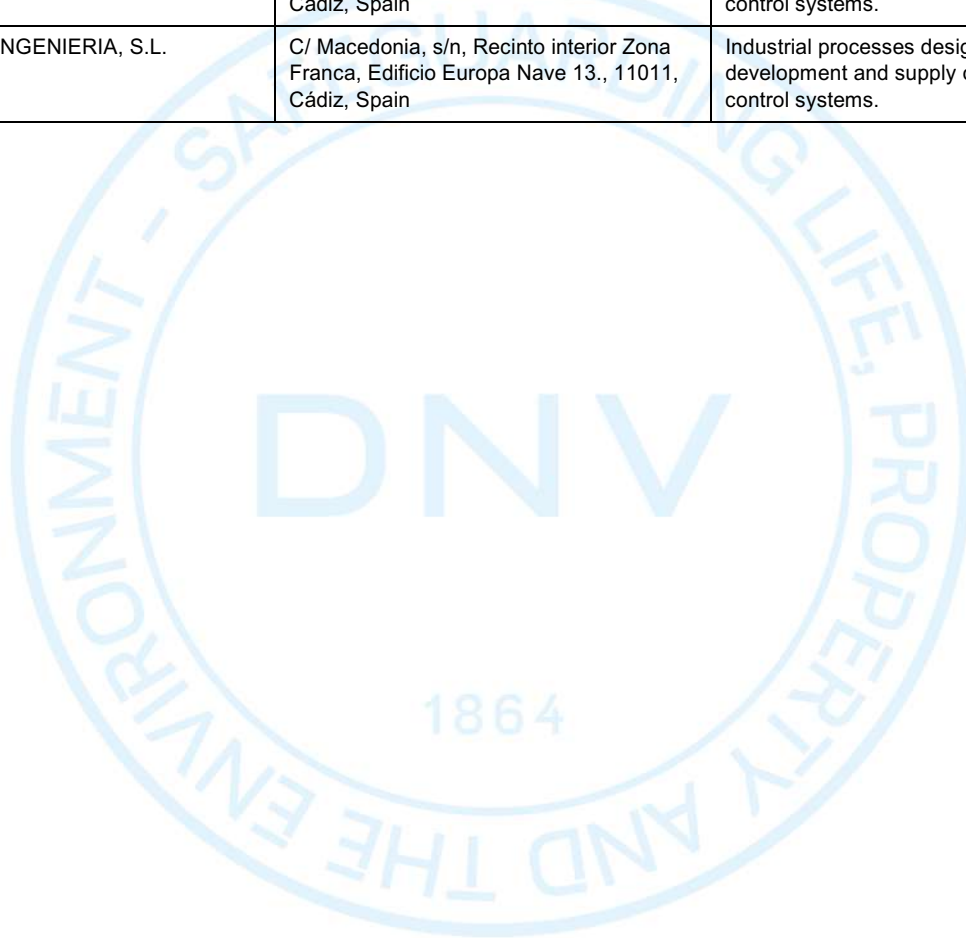 Cádiz, Spain
control systems.
NGENIERIA, S.L.
C/ Macedonia, s/n, Recinto interior Zona
Franca, Edificio Europa Nave 13., 11011,
Cádiz, Spain
Industrial processes desig
development and supply
control systems.
SAFEGUARDING LIFE, PROPERTY AND THE ENVIRONMENT -
DNV
1864